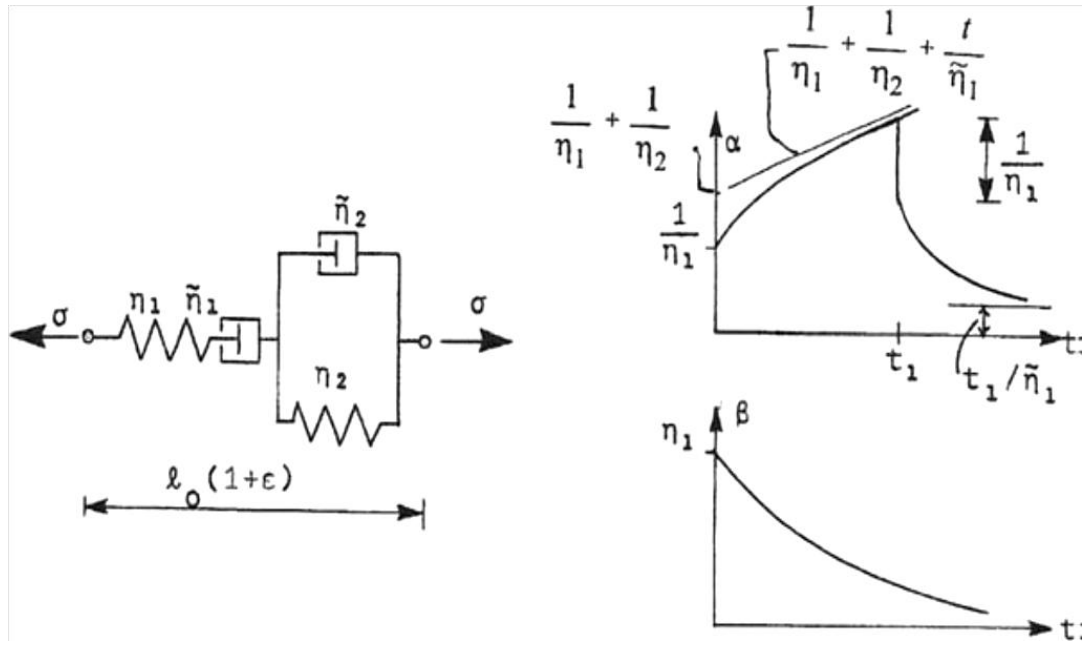 σ
η1 η̃1
η̃2
η2
σ
ℓo (1+ε)
1/η1 + 1/η2
1/η1 + 1/η2 + t/η̃1
α
1/η1
1/η1
t1
t1/η̃1
t:
β
η1
t: